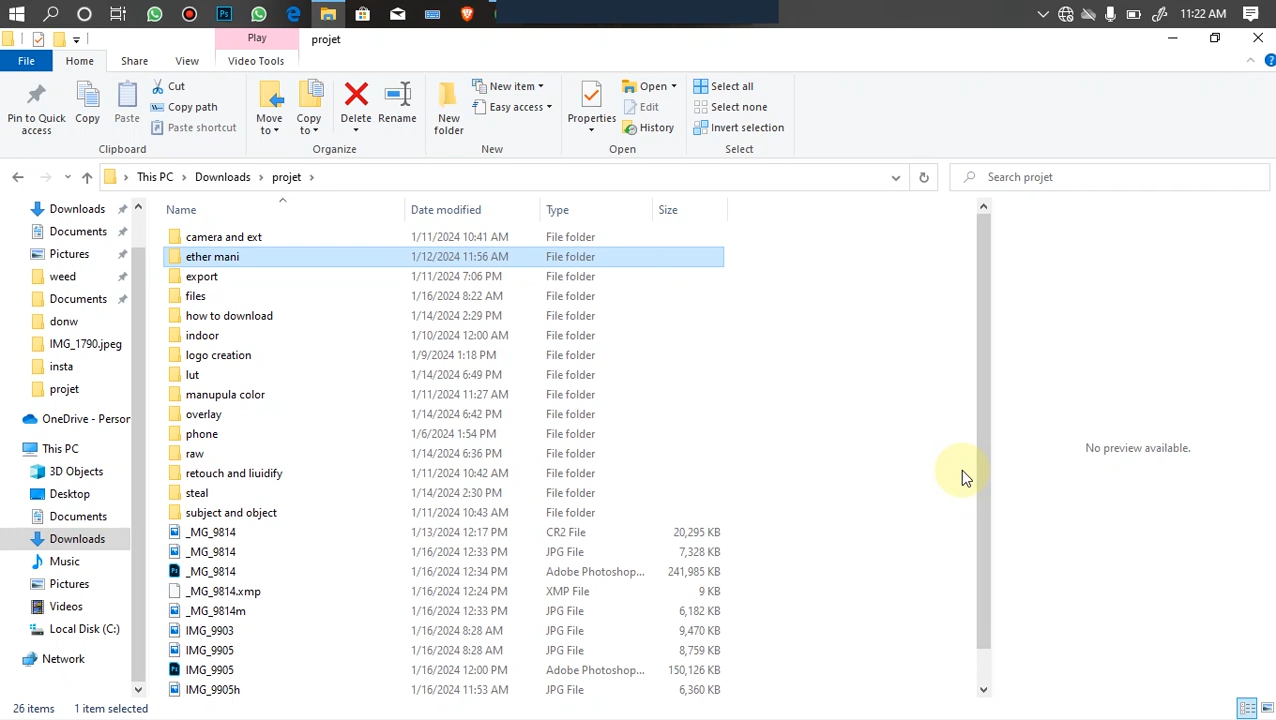 11:22 AM
Play
projet
File
Home
Share
View
Video Tools
Pin to Quick access
Copy
Paste
Cut
Copy path
Paste shortcut
Clipboard
Move to
Copy to
Delete
Rename
Organize
New folder
New item
Easy access
New
Properties
Open
Edit
History
Open
Select all
Select none
Invert selection
Select
This PC > Downloads > projet >
Search projet
Name Date modified Type Size
Downloads
Documents
Pictures
weed
Documents
donw
IMG_1790.jpeg
insta
projet
OneDrive - Person
This PC
3D Objects
Desktop
Documents
Downloads
Music
Pictures
Videos
Local Disk (C:)
Network
camera and ext 1/11/2024 10:41 AM File folder
ether mani 1/12/2024 11:56 AM File folder
export 1/11/2024 7:06 PM File folder
files 1/16/2024 8:22 AM File folder
how to download 1/14/2024 2:29 PM File folder
indoor 1/10/2024 12:00 AM File folder
logo creation 1/9/2024 1:18 PM File folder
lut 1/14/2024 6:49 PM File folder
manupula color 1/11/2024 11:27 AM File folder
overlay 1/14/2024 6:42 PM File folder
phone 1/6/2024 1:54 PM File folder
raw 1/14/2024 6:36 PM File folder
retouch and liuidify 1/11/2024 10:42 AM File folder
steal 1/14/2024 2:30 PM File folder
subject and object 1/11/2024 10:43 AM File folder
_MG_9814 1/13/2024 12:17 PM CR2 File 20,295 KB
_MG_9814 1/16/2024 12:33 PM JPG File 7,328 KB
_MG_9814 1/16/2024 12:34 PM Adobe Photoshop... 241,985 KB
_MG_9814.xmp 1/16/2024 12:24 PM XMP File 9 KB
_MG_9814m 1/16/2024 12:33 PM JPG File 6,182 KB
IMG_9903 1/16/2024 8:28 AM JPG File 9,470 KB
IMG_9905 1/16/2024 8:28 AM JPG File 8,759 KB
IMG_9905 1/16/2024 12:00 PM Adobe Photoshop... 150,126 KB
IMG_9905h 1/16/2024 11:53 AM JPG File 6,360 KB
No preview available.
26 items 1 item selected